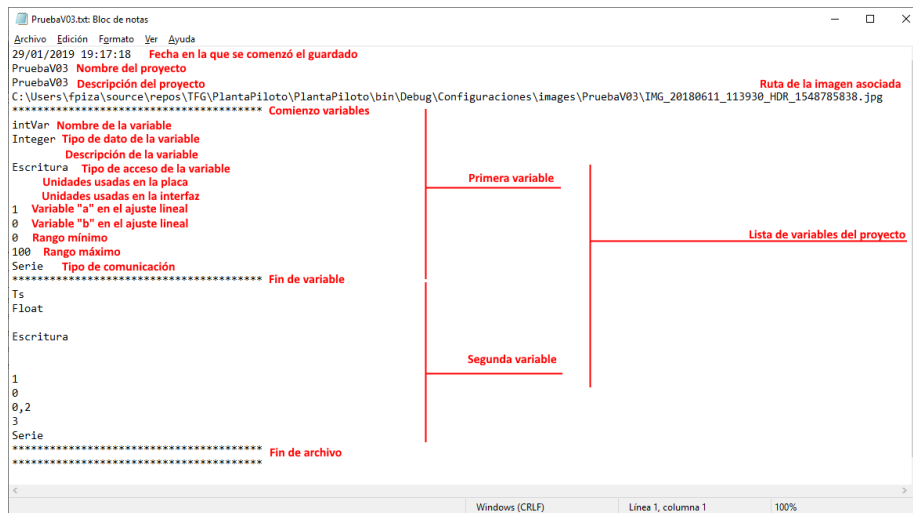 PruebaV03.txt: Bloc de notas
Archivo Edición Formato Ver Ayuda
29/01/2019 19:17:18 Fecha en la que se comenzó el guardado
PruebaV03 Nombre del proyecto
PruebaV03 Descripción del proyecto
Ruta de la imagen asociada
C:\Users\fpiza\source\repos\TFG\PlantaPiloto\PlantaPiloto\bin\Debug\Configuraciones\images\PruebaV03\IMG_20180611_113930_HDR_1548785838.jpg
**************************************** Comienzo variables
intVar Nombre de la variable
Integer Tipo de dato de la variable
Descripción de la variable
Escritura Tipo de acceso de la variable
Unidades usadas en la placa
Primera variable
Unidades usadas en la interfaz
1 Variable "a" en el ajuste lineal
0 Variable "b" en el ajuste lineal
0 Rango mínimo
Lista de variables del proyecto
100 Rango máximo
Serie Tipo de comunicación
**************************************** Fin de variable
Ts
Float
Escritura
Segunda variable
1
0
0,2
3
Serie
**************************************** Fin de archivo
****************************************
Windows (CRLF) Línea 1, columna 1 100%